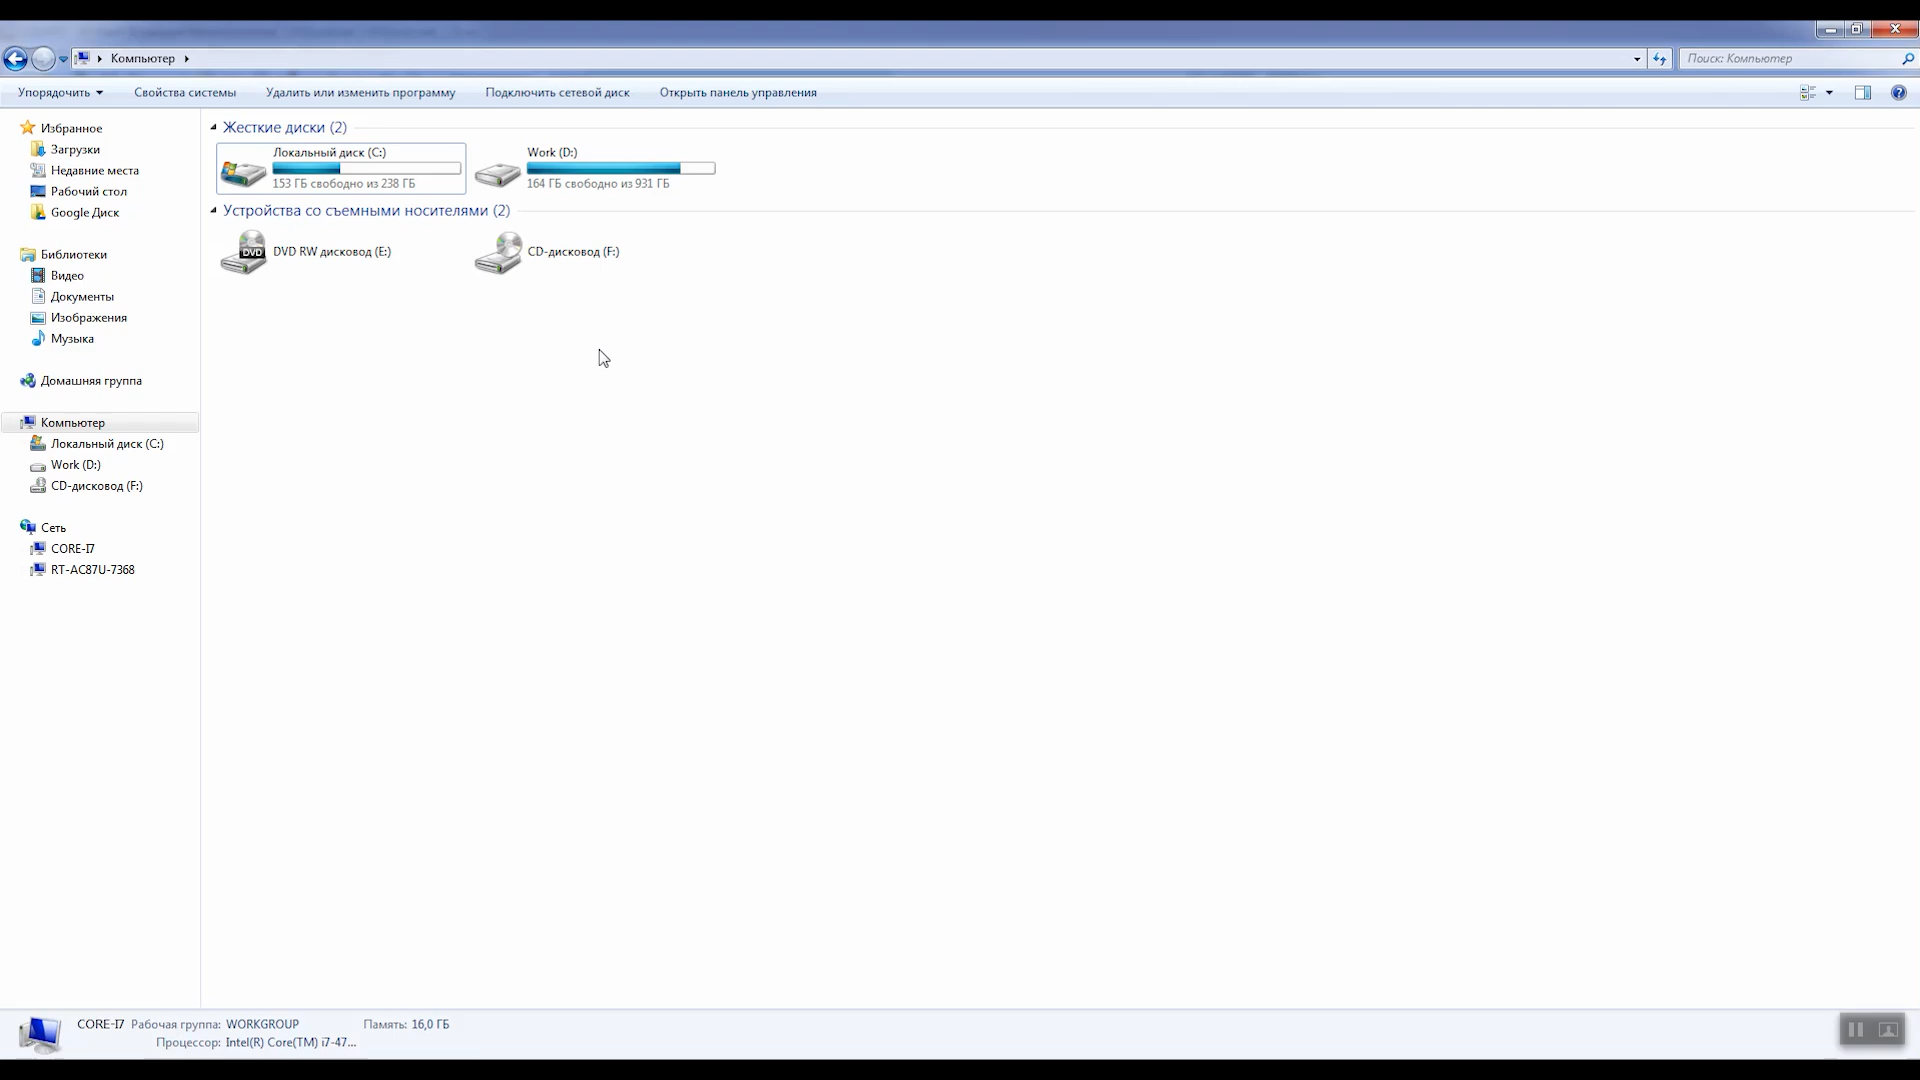 Компьютер
Поиск: Компьютер
Упорядочить
Свойства системы
Удалить или изменить программу
Подключить сетевой диск
Открыть панель управления
Избранное
Загрузки
Недавние места
Рабочий стол
Google Диск
Библиотеки
Видео
Документы
Изображения
Музыка
Домашняя группа
Компьютер
Локальный диск (C:)
Work (D:)
CD-дисковод (F:)
Сеть
CORE-I7
RT-AC87U-7368
Жесткие диски (2)
Локальный диск (C:)
153 ГБ свободно из 238 ГБ
Work (D:)
164 ГБ свободно из 931 ГБ
Устройства со съемными носителями (2)
DVD
DVD RW дисковод (E:)
CD-дисковод (F:)
CORE-I7 Рабочая группа: WORKGROUP Память: 16,0 ГБ
Процессор: Intel(R) Core(TM) i7-47...